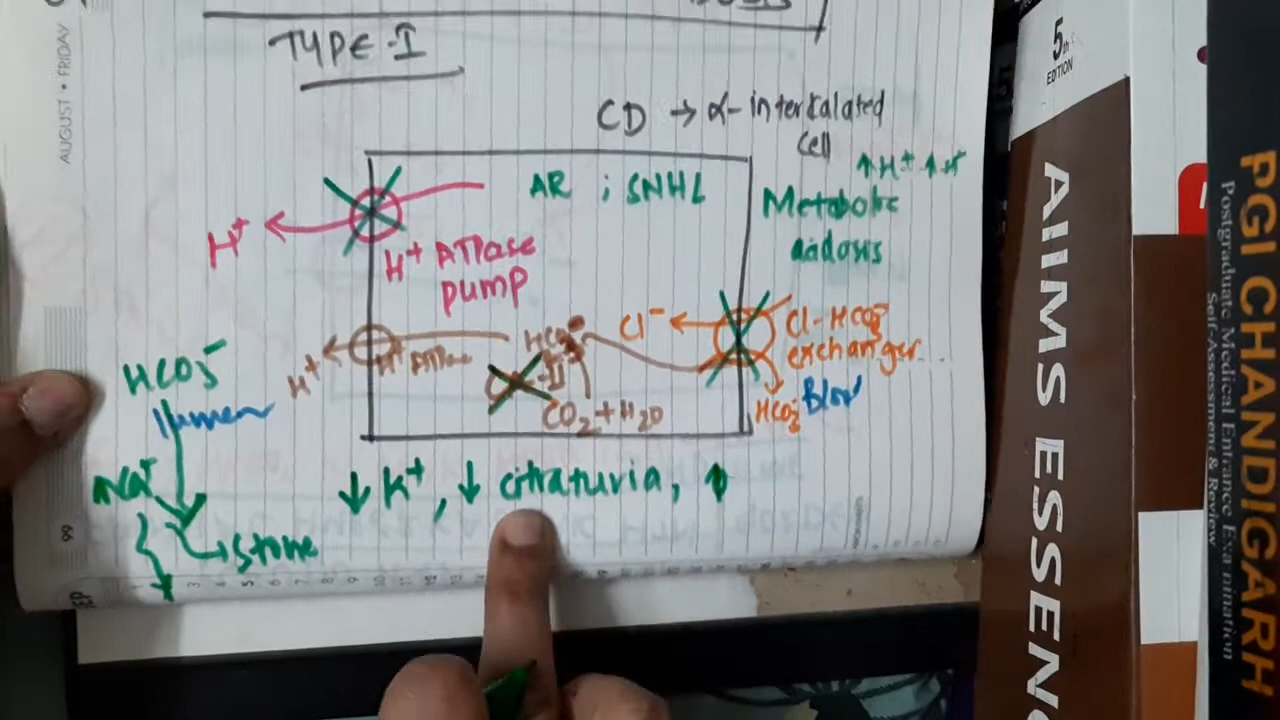 TYPE-I
CD → α-intercalated
cell
↑H⁺ ↑H⁺
AR ; SNHL
Metabolic
acidosis
H⁺
H⁺ ATPase
pump
Cl⁻
Cl-HCO₃⁻
exchanger
H⁺
H⁺ ATPase
HCO₃⁻
-II
CO₂ + H₂O
HCO₃⁻
HCO₃⁻
lumen
Na⁺
stone
↓ K⁺, ↓ citraturia, ↑
AUGUST • FRIDAY
99
5th
EDITION
AIIMS ESSEN
PGI CHANDIGARH
Postgraduate Medical Entrance Examination
Self-Assessment & Review